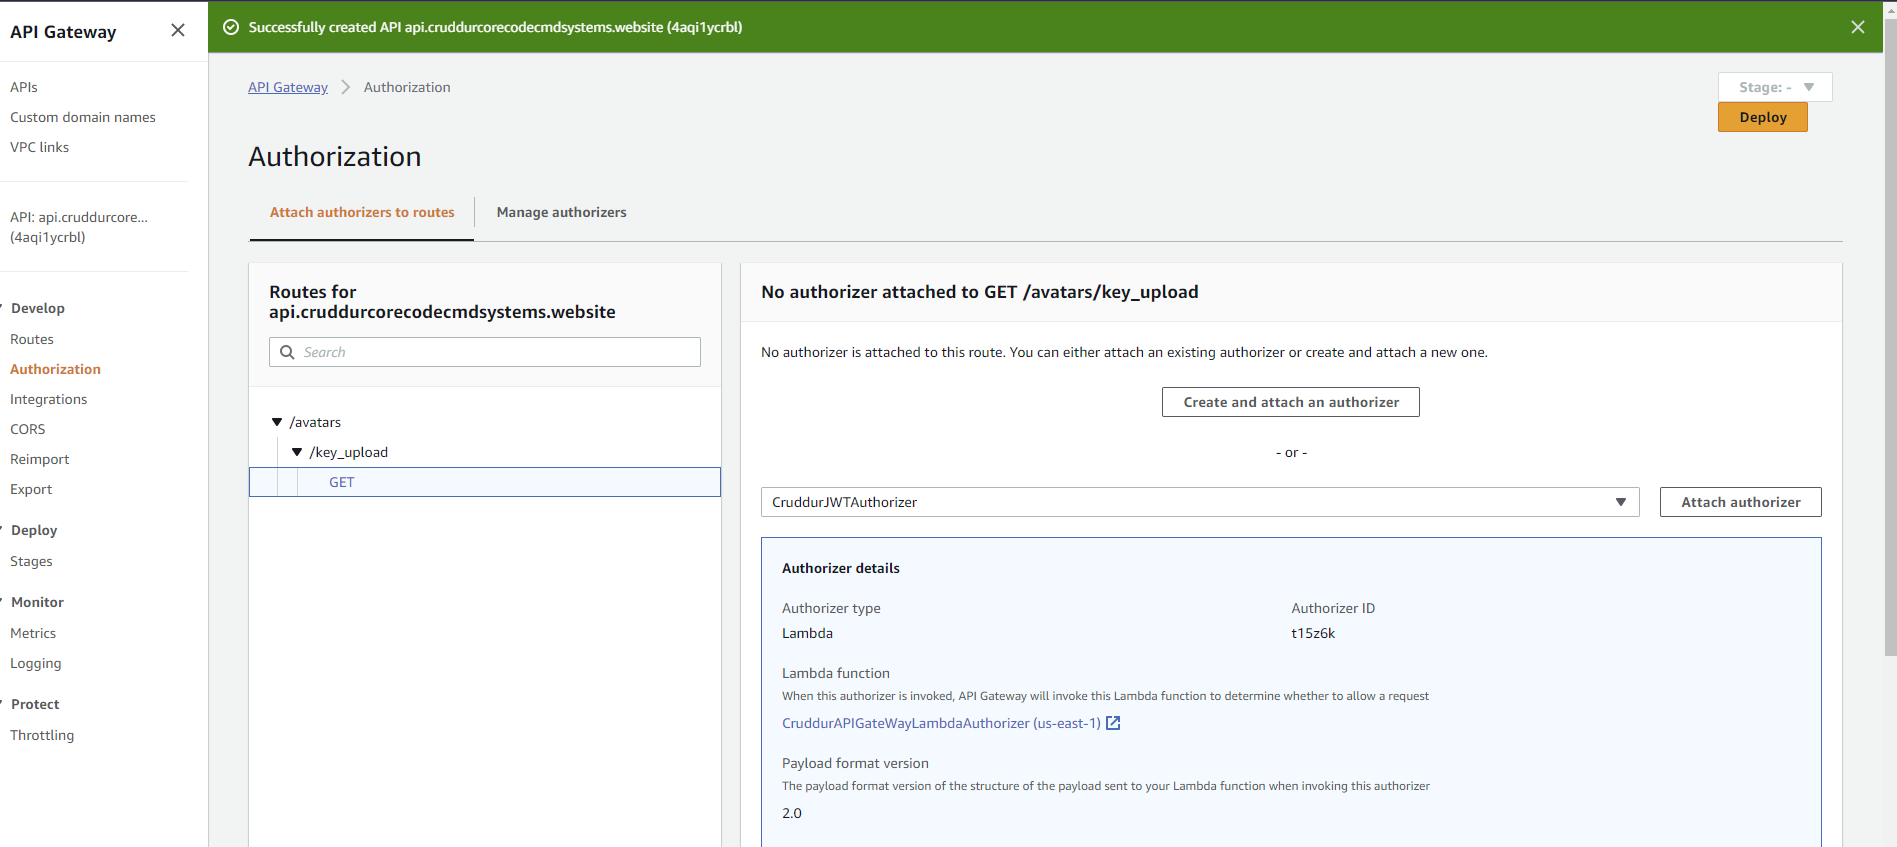 API Gateway
APIs
Custom domain names
VPC links
API: api.cruddurcore...
(4aqi1ycrbl)
Develop
Routes
Authorization
Integrations
CORS
Reimport
Export
Deploy
Stages
Monitor
Metrics
Logging
Protect
Throttling
Successfully created API api.cruddurcorecodecmdsystems.website (4aqi1ycrbl)
API Gateway > Authorization
Stage: -
Deploy
Authorization
Attach authorizers to routes
Manage authorizers
Routes for
api.cruddurcorecodecmdsystems.website
Search
/avatars
/key_upload
GET
No authorizer attached to GET /avatars/key_upload
No authorizer is attached to this route. You can either attach an existing authorizer or create and attach a new one.
Create and attach an authorizer
- or -
CruddurJWTAuthorizer
Attach authorizer
Authorizer details
Authorizer type
Lambda
Authorizer ID
t15z6k
Lambda function
When this authorizer is invoked, API Gateway will invoke this Lambda function to determine whether to allow a request
CruddurAPIGateWayLambdaAuthorizer (us-east-1)
Payload format version
The payload format version of the structure of the payload sent to your Lambda function when invoking this authorizer
2.0